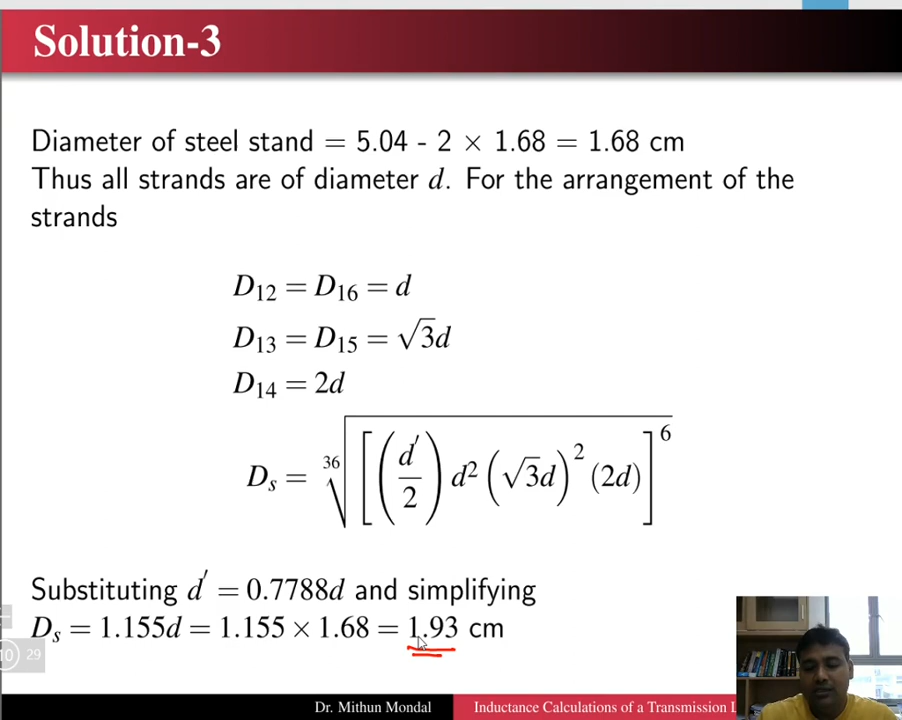 Solution-3
Diameter of steel stand = 5.04 - 2 × 1.68 = 1.68 cm
Thus all strands are of diameter d. For the arrangement of the
strands
D₁₂ = D₁₆ = d
D₁₃ = D₁₅ = √3d
D₁₄ = 2d
Dₛ = ³⁶√[(d′/2) d² (√3d)² (2d)]⁶
Substituting d′ = 0.7788d and simplifying
Dₛ = 1.155d = 1.155 × 1.68 = 1.93 cm
10 29
Dr. Mithun Mondal Inductance Calculations of a Transmission L